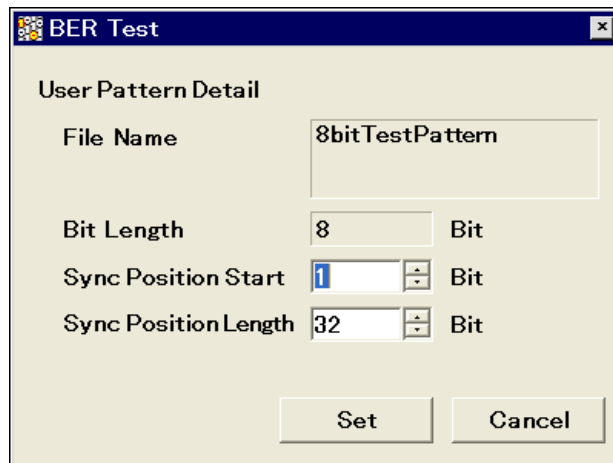 BER Test
User Pattern Detail
File Name 8bitTestPattern
Bit Length 8 Bit
Sync Position Start 1 Bit
Sync Position Length 32 Bit
Set Cancel